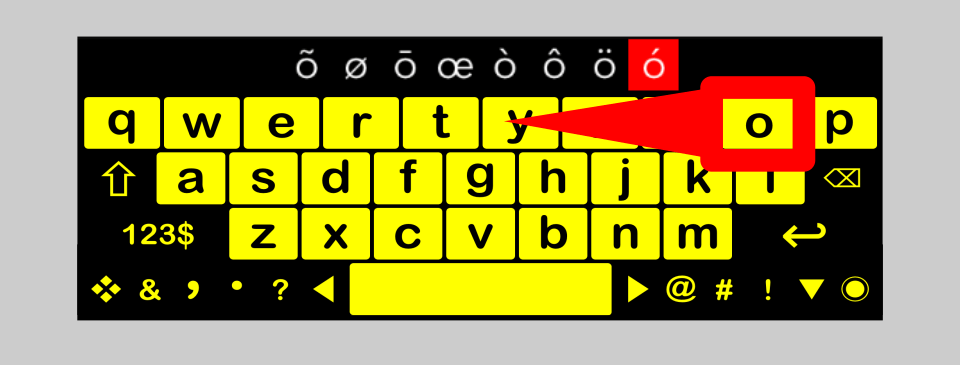 õ ø ō œ ò ô ö ó
q w e r t y o p
a s d f g h j k l
123$ z x c v b n m
& , . ? @ # !